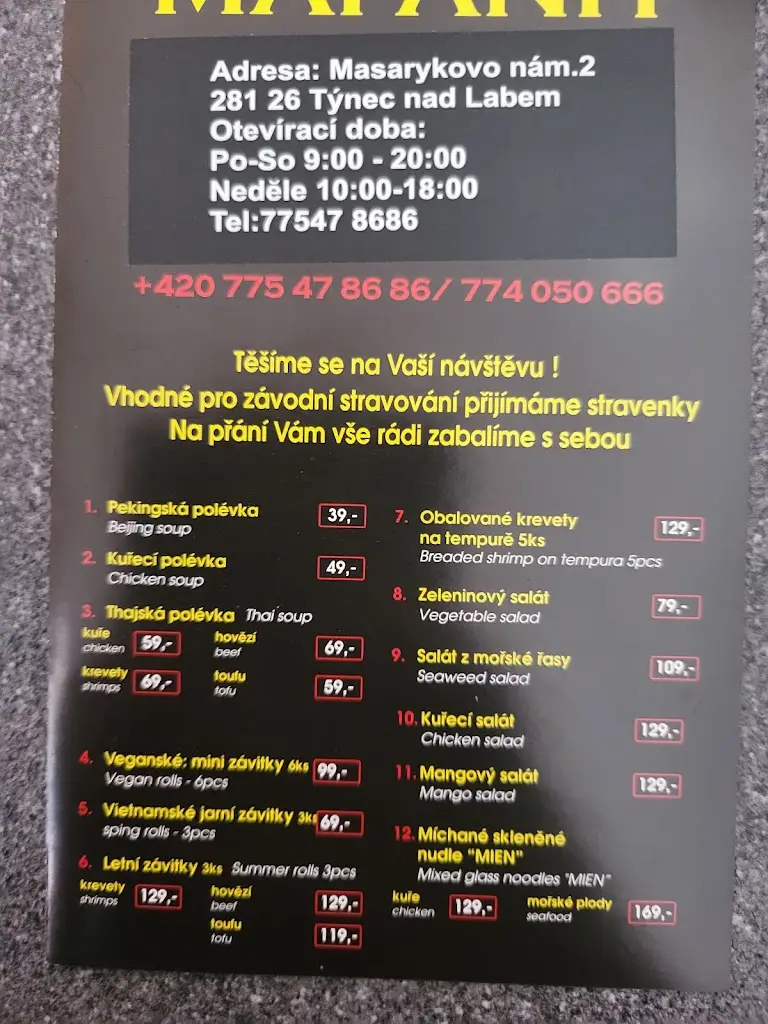 Adresa: Masarykovo nám.2
281 26 Týnec nad Labem
Otevírací doba:
Po-So 9:00 - 20:00
Neděle 10:00-18:00
Tel:77547 8686
+420 775 47 86 86/ 774 050 666
Těšíme se na Vaší návštěvu !
Vhodné pro závodní stravování přijímáme stravenky
Na přání Vám vše rádi zabalíme s sebou
1. Pekingská polévka 39,-
Beijing soup
2. Kuřecí polévka 49,-
Chicken soup
3. Thajská polévka Thai soup
kuře 59,- hovězí 69,-
chicken beef
krevety 69,- toufu 59,-
shrimps tofu
4. Veganské; mini závitky 6ks 99,-
Vegan rolls - 6pcs
5. Vietnamské jarní závitky 3ks 69,-
sping rolls - 3pcs
6. Letní závitky 3ks Summer rolls 3pcs
krevety 129,- hovězí 129,-
shrimps beef
toufu 119,-
tofu
7. Obalované krevety 129,-
na tempurě 5ks
Breaded shrimp on tempura 5pcs
8. Zeleninový salát 79,-
Vegetable salad
9. Salát z mořské řasy 109,-
Seaweed salad
10. Kuřecí salát 129,-
Chicken salad
11. Mangový salát 129,-
Mango salad
12. Míchané skleněné
nudle "MIEN"
Mixed glass noodles "MIEN"
kuře 129,- mořské plody 169,-
chicken seafood